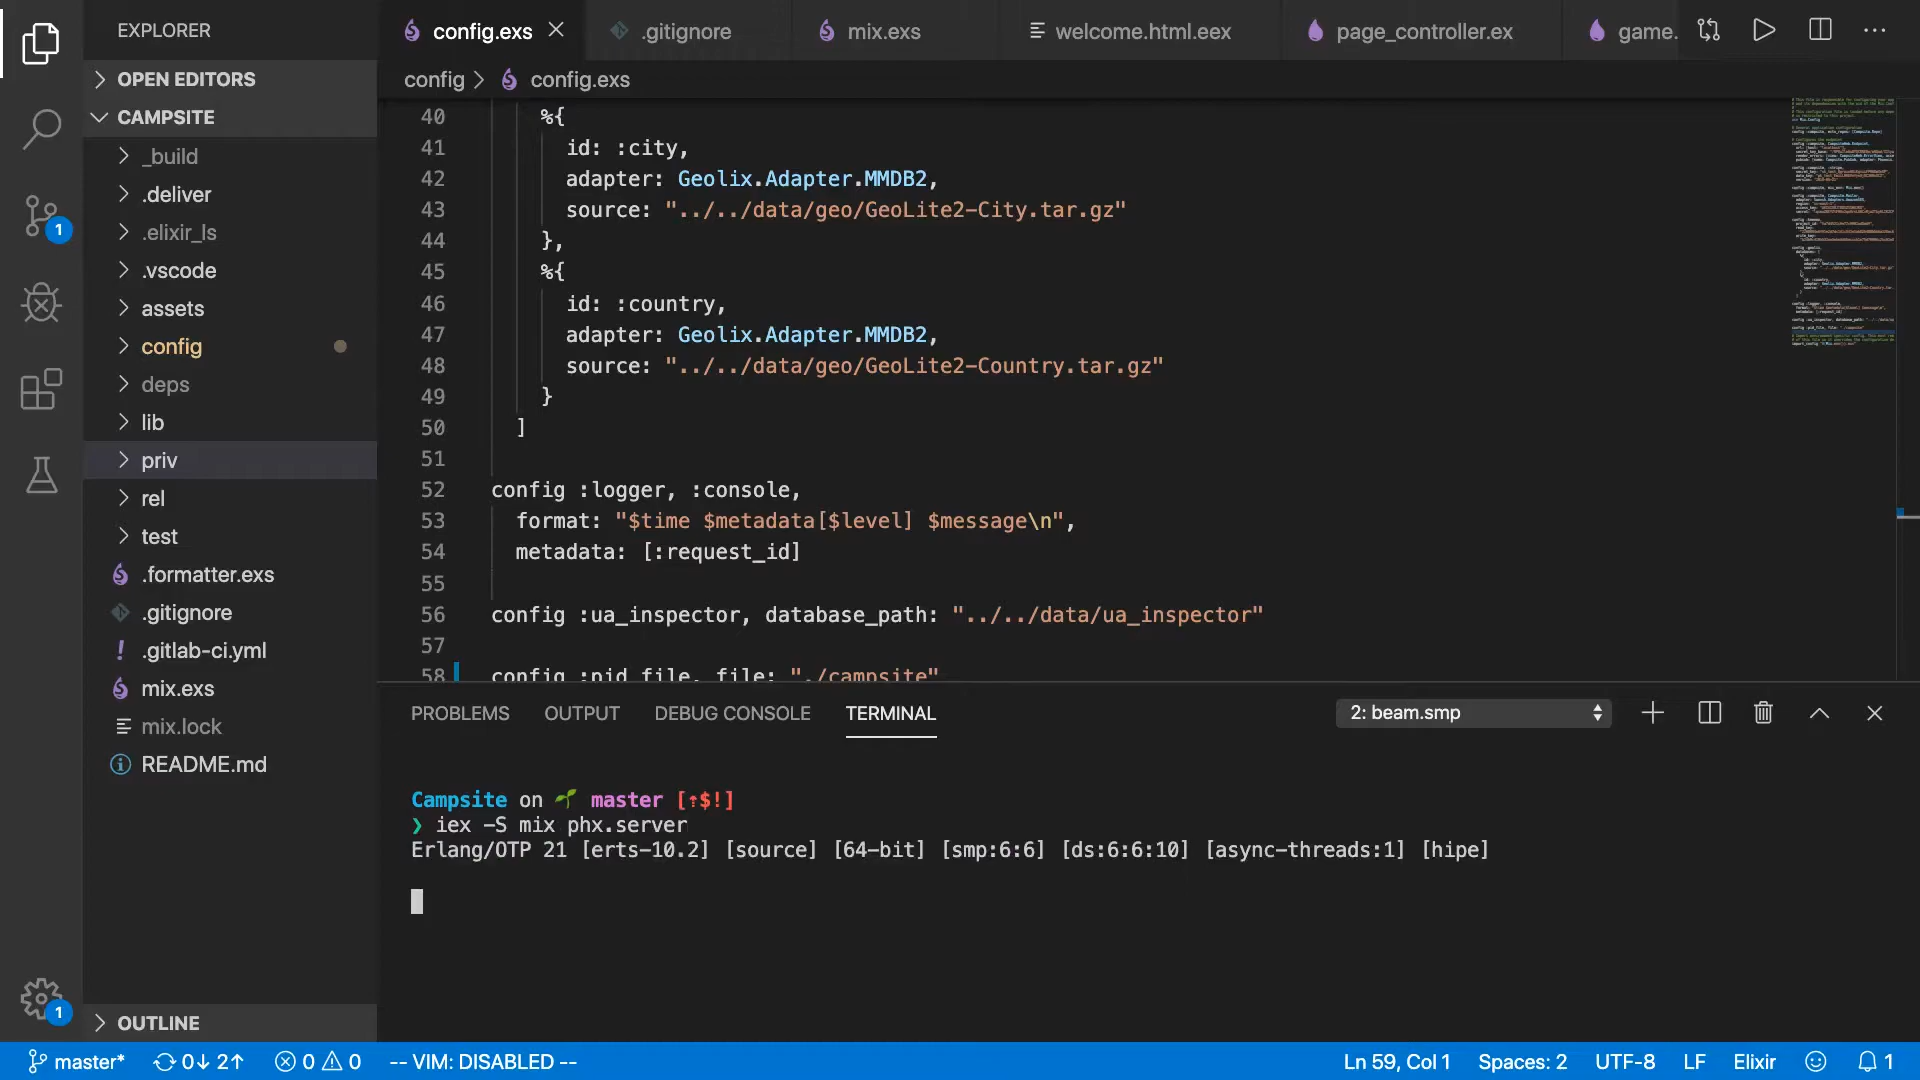 EXPLORER
OPEN EDITORS
CAMPSITE
_build
.deliver
.elixir_ls
.vscode
assets
config
deps
lib
priv
rel
test
.formatter.exs
.gitignore
.gitlab-ci.yml
mix.exs
mix.lock
README.md
OUTLINE
1
1
config.exs
.gitignore
mix.exs
welcome.html.eex
page_controller.ex
game.
config > config.exs
40 %{
41 id: :city,
42 adapter: Geolix.Adapter.MMDB2,
43 source: "../../data/geo/GeoLite2-City.tar.gz"
44 },
45 %{
46 id: :country,
47 adapter: Geolix.Adapter.MMDB2,
48 source: "../../data/geo/GeoLite2-Country.tar.gz"
49 }
50 ]
51
52 config :logger, :console,
53 format: "$time $metadata[$level] $message\n",
54 metadata: [:request_id]
55
56 config :ua_inspector, database_path: "../../data/ua_inspector"
57
58 config :pid_file, file: "./campsite"
PROBLEMS OUTPUT DEBUG CONSOLE TERMINAL
2: beam.smp
Campsite on master [⇡$!]
❯ iex -S mix phx.server
Erlang/OTP 21 [erts-10.2] [source] [64-bit] [smp:6:6] [ds:6:6:10] [async-threads:1] [hipe]
master* 0↓ 2↑ 0 0 -- VIM: DISABLED --
Ln 59, Col 1 Spaces: 2 UTF-8 LF Elixir 1